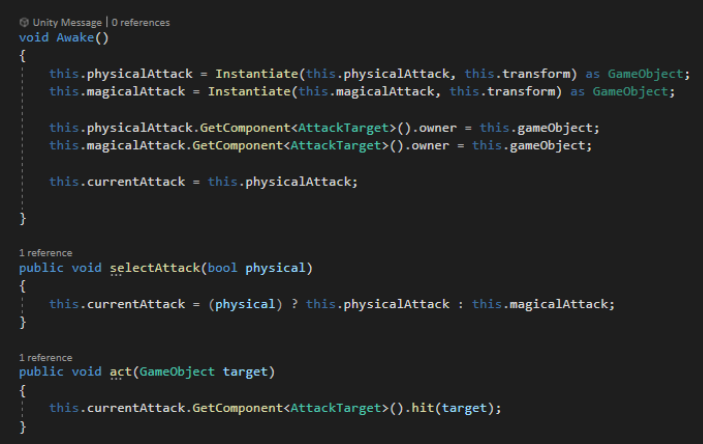 Unity Message | 0 references
void Awake()
{
    this.physicalAttack = Instantiate(this.physicalAttack, this.transform) as GameObject;
    this.magicalAttack = Instantiate(this.magicalAttack, this.transform) as GameObject;

    this.physicalAttack.GetComponent<AttackTarget>().owner = this.gameObject;
    this.magicalAttack.GetComponent<AttackTarget>().owner = this.gameObject;

    this.currentAttack = this.physicalAttack;

}

1 reference
public void selectAttack(bool physical)
{
    this.currentAttack = (physical) ? this.physicalAttack : this.magicalAttack;
}

1 reference
public void act(GameObject target)
{
    this.currentAttack.GetComponent<AttackTarget>().hit(target);
}